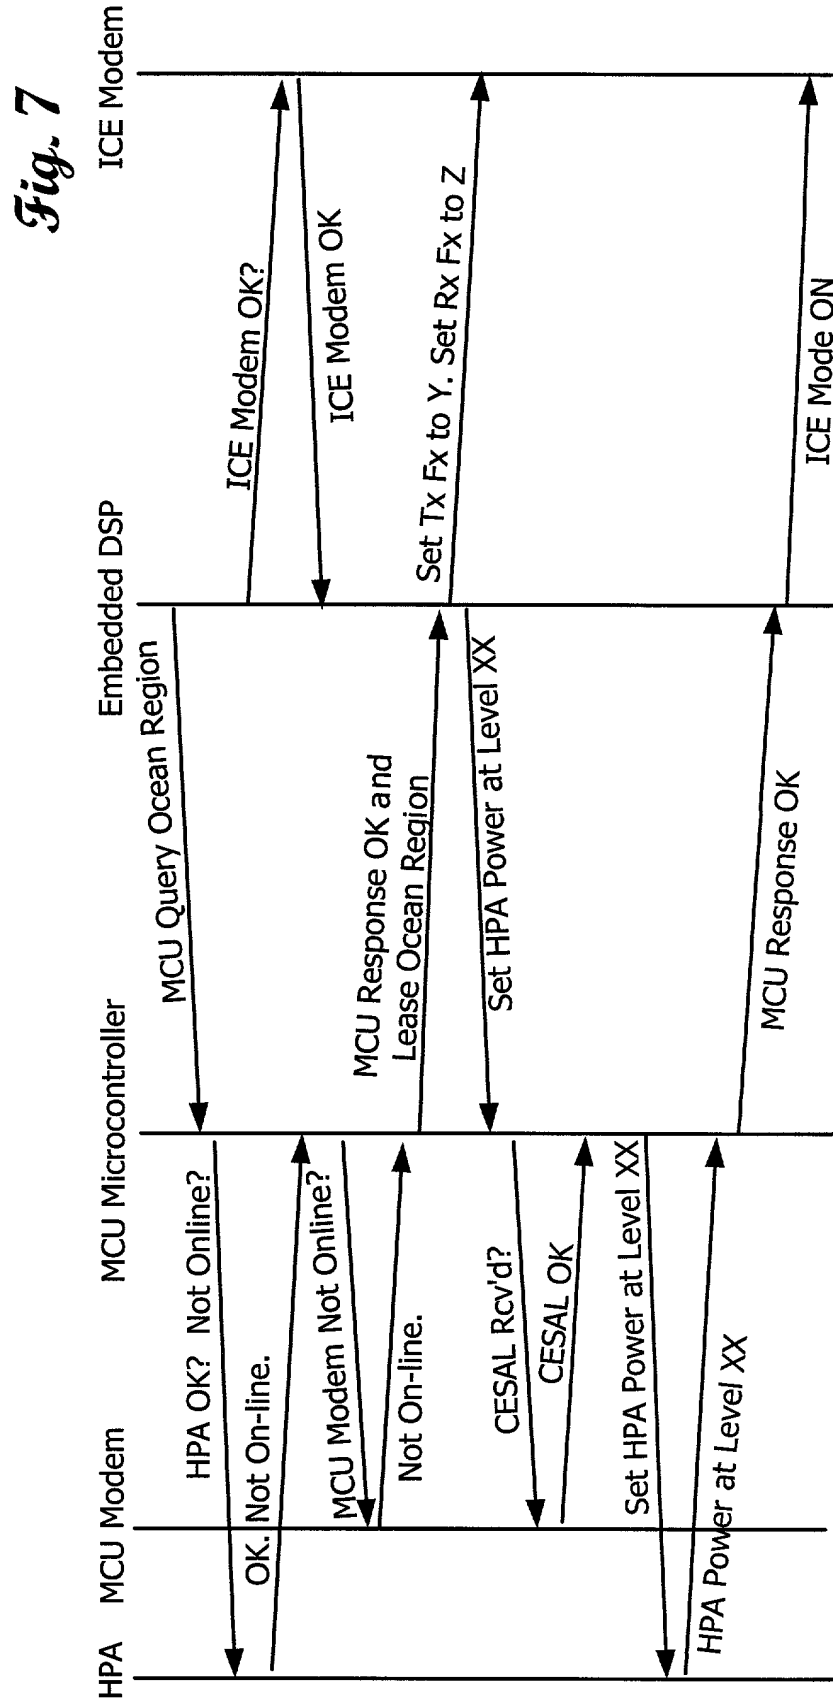 Fig. 7
HPA
MCU Modem
MCU Microcontroller
Embedded DSP
ICE Modem
MCU Query Ocean Region
HPA OK? Not Online?
ICE Modem OK?
OK. Not On-line.
ICE Modem OK
MCU Modem Not Online?
Not On-line.
MCU Response OK and
Lease Ocean Region
Set Tx Fx to Y. Set Rx Fx to Z
Set HPA Power at Level XX
CESAL Rcv'd?
CESAL OK
Set HPA Power at Level XX
HPA Power at Level XX
MCU Response OK
ICE Mode ON